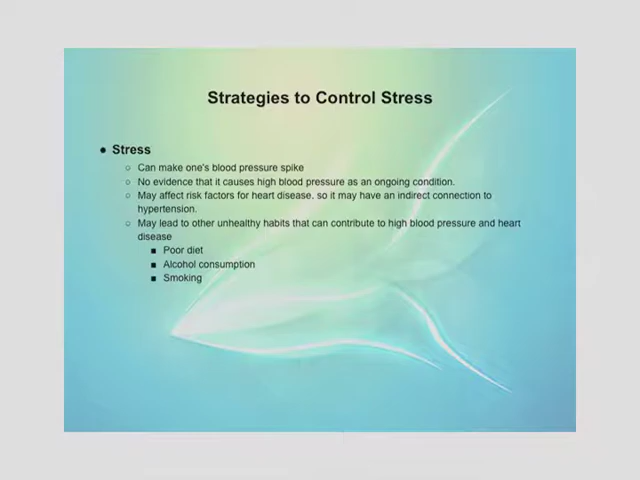 Strategies to Control Stress
● Stress
○ Can make one's blood pressure spike
○ No evidence that it causes high blood pressure as an ongoing condition.
○ May affect risk factors for heart disease. so it may have an indirect connection to
hypertension.
○ May lead to other unhealthy habits that can contribute to high blood pressure and heart
disease
■ Poor diet
■ Alcohol consumption
■ Smoking